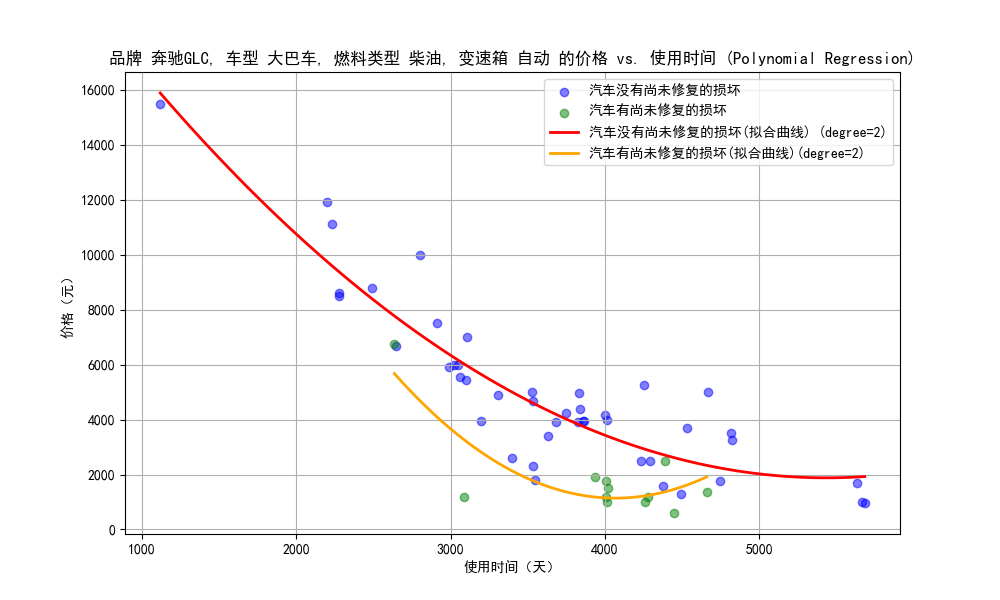 品牌 奔驰GLC, 车型 大巴车, 燃料类型 柴油, 变速箱 自动 的价格 vs. 使用时间 (Polynomial Regression)
汽车没有尚未修复的损坏
汽车有尚未修复的损坏
汽车没有尚未修复的损坏(拟合曲线) (degree=2)
汽车有尚未修复的损坏(拟合曲线)(degree=2)
价格（元）
16000
14000
12000
10000
8000
6000
4000
2000
0
1000 2000 3000 4000 5000
使用时间（天）